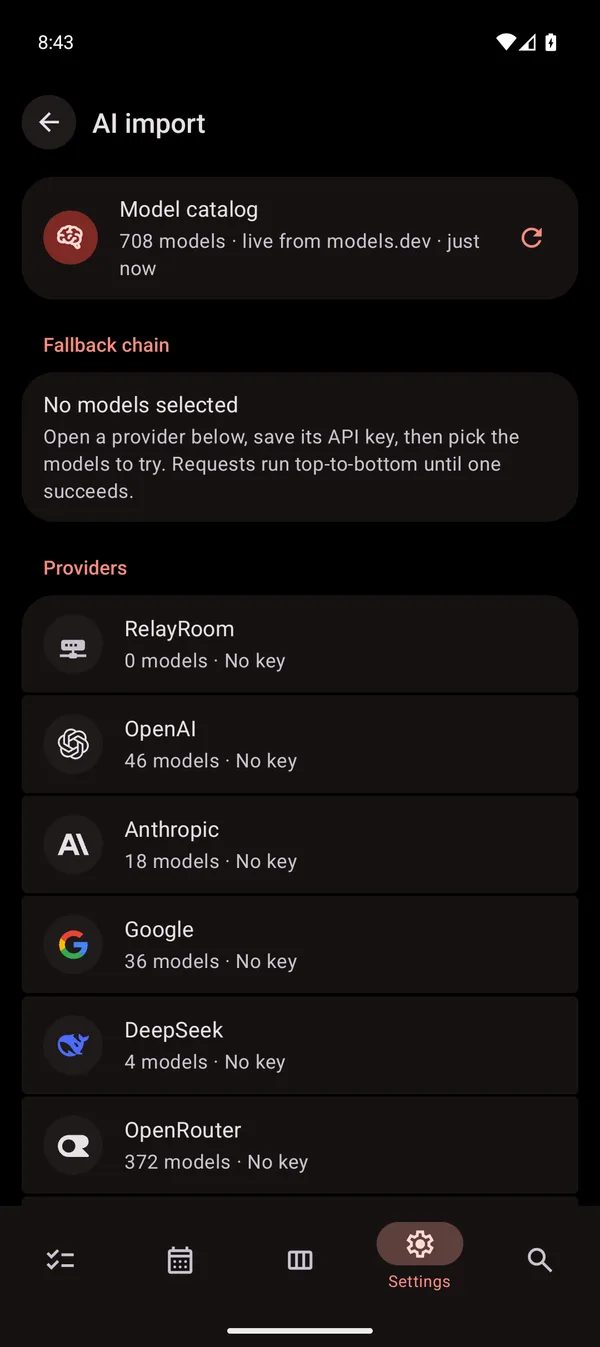 8:43
AI import
Model catalog
708 models · live from models.dev · just
now
Fallback chain
No models selected
Open a provider below, save its API key, then pick the
models to try. Requests run top-to-bottom until one
succeeds.
Providers
RelayRoom
0 models · No key
OpenAI
46 models · No key
Anthropic
18 models · No key
Google
36 models · No key
DeepSeek
4 models · No key
OpenRouter
372 models · No key
Settings